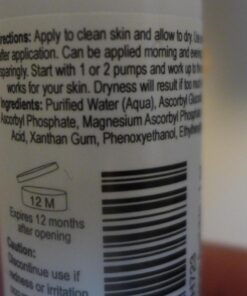 Directions: Apply to clean skin and allow to dry. Use
after application. Can be applied morning and evening
sparingly. Start with 1 or 2 pumps and work up to
works for your skin. Dryness will result if too
Ingredients: Purified Water (Aqua), Ascorbyl
Ascorbyl Phosphate, Magnesium Ascorbyl Phosphate
Acid, Xanthan Gum, Phenoxyethanol,
12 M
Expires 12 months
after opening
Caution:
Discontinue use if
redness or irritation